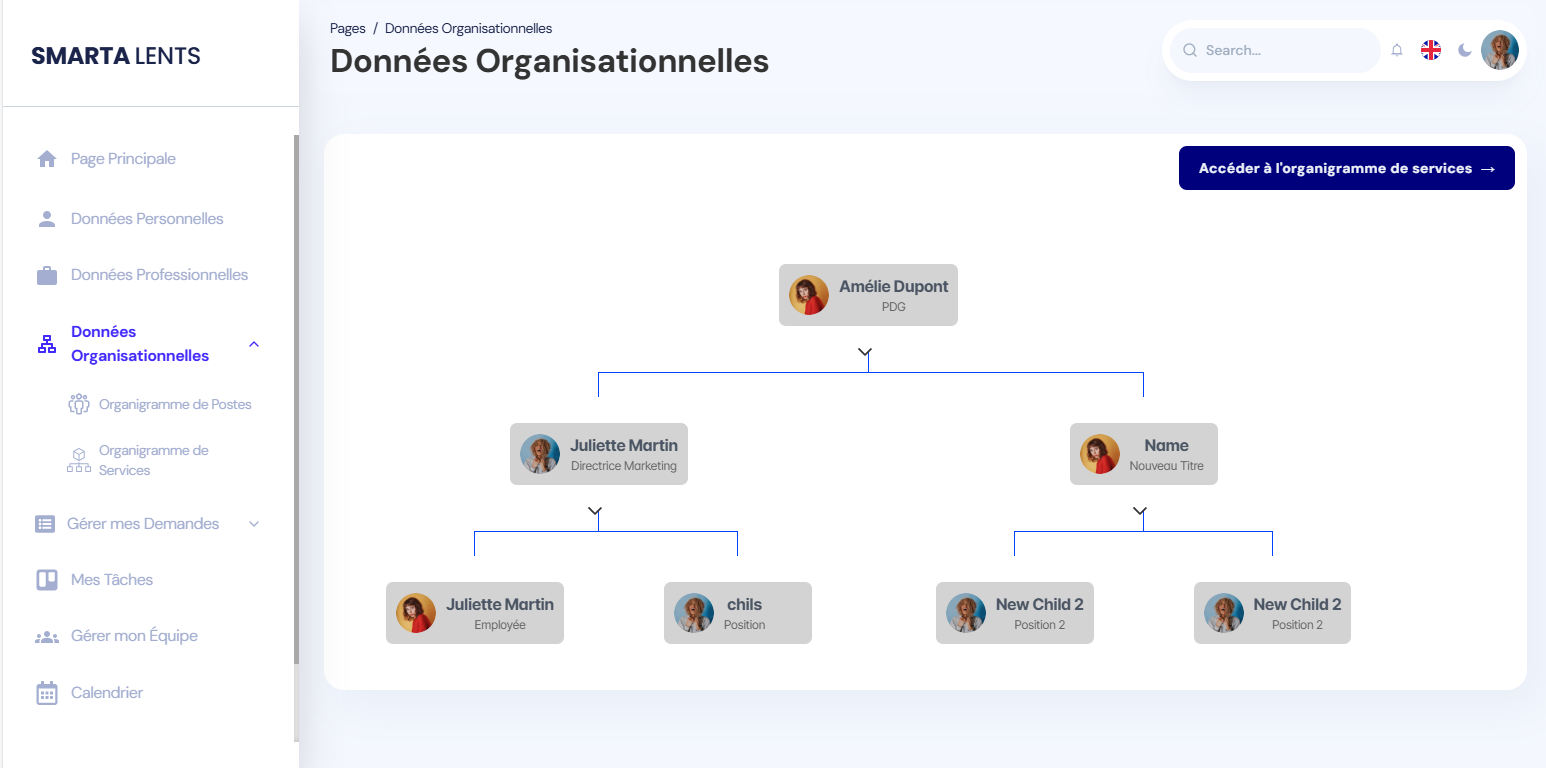 SMARTA LENTS
Page Principale
Données Personnelles
Données Professionnelles
Données
Organisationnelles
Organigramme de Postes
Organigramme de
Services
Gérer mes Demandes
Mes Tâches
Gérer mon Équipe
Calendrier
Pages / Données Organisationnelles
Données Organisationnelles
Search...
Accéder à l'organigramme de services →
Amélie Dupont
PDG
Juliette Martin
Directrice Marketing
Name
Nouveau Titre
Juliette Martin
Employée
chils
Position
New Child 2
Position 2
New Child 2
Position 2